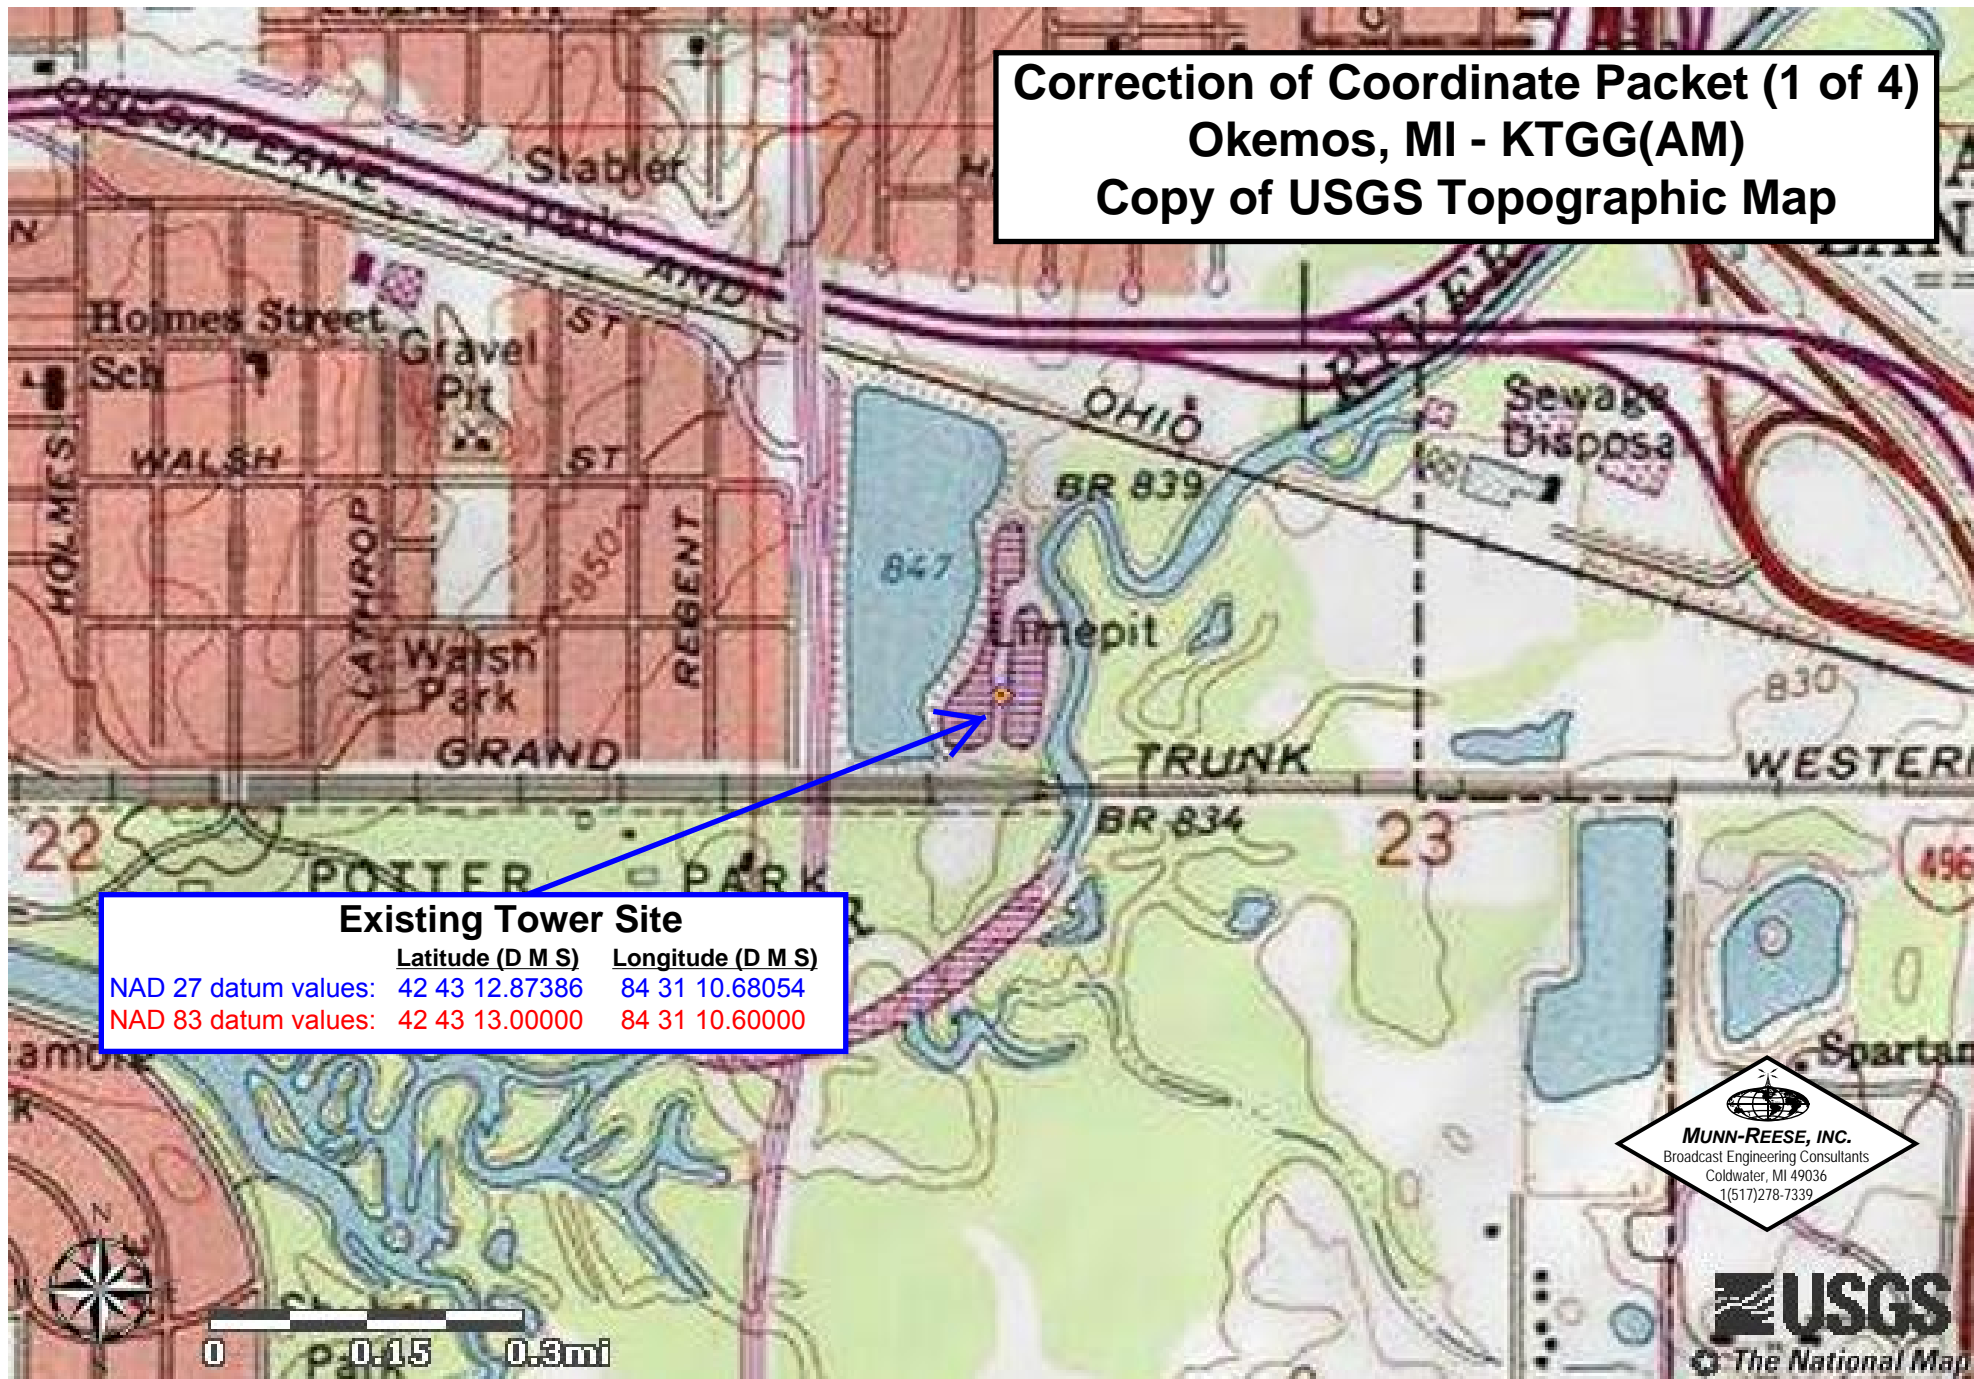 Correction of Coordinate Packet (1 of 4)
Okemos, MI - KTGG(AM)
Copy of USGS Topographic Map
CHESAPEAKE
AND
OHIO
RIVER
Stabler
Park
Holmes Street
Sch
Gravel
Pit
ST
Sewage
Disposa
WALSH
ST
BR 839
HOLMES
LATHROP
850
REGENT
847
Limepit
Walsh
Park
830
GRAND
TRUNK
WESTERN
BR 834
22
23
496
POTTER PARK
R
Existing Tower Site
Latitude (D M S) Longitude (D M S)
NAD 27 datum values: 42 43 12.87386 84 31 10.68054
NAD 83 datum values: 42 43 13.00000 84 31 10.60000
Spartan
MUNN-REESE, INC.
Broadcast Engineering Consultants
Coldwater, MI 49036
1(517)278-7339
N
E
S
Park
0 0.15 0.3mi
USGS
The National Map